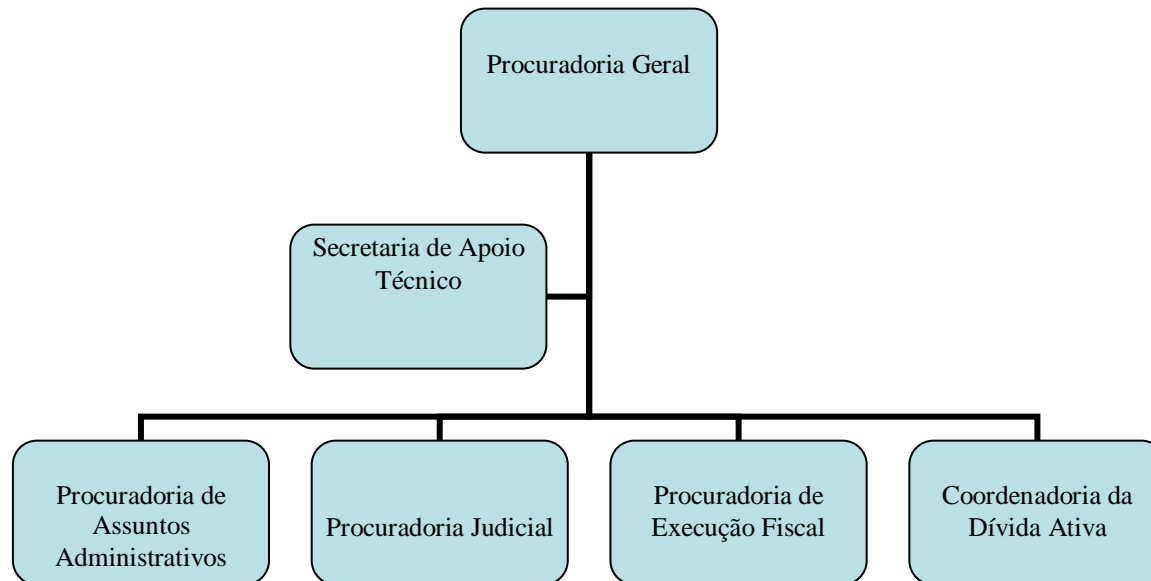 Procuradoria Geral
Secretaria de Apoio
Técnico
Procuradoria de
Assuntos
Administrativos
Procuradoria Judicial
Procuradoria de
Execução Fiscal
Coordenadoria da
Dívida Ativa